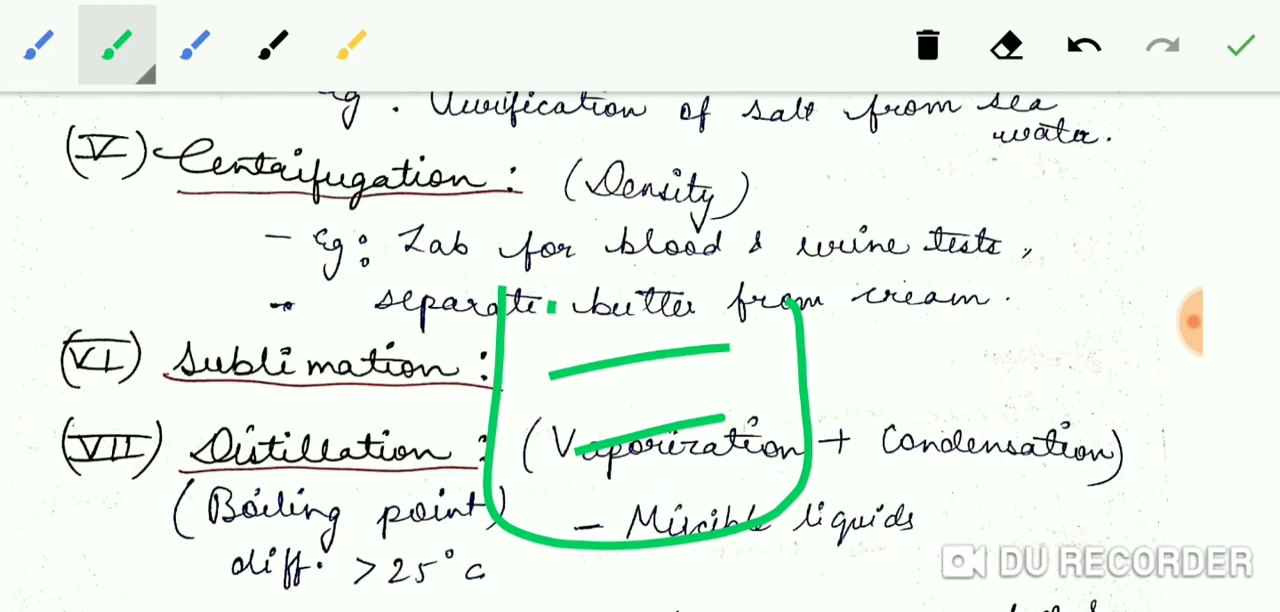 eg . Purification of salt from sea
water.
(V) Centrifugation : (Density)
- Eg: Lab for blood & urine tests,
- separate butter from cream.
(VI) Sublimation :
(VII) Distillation : (Vaporization + Condensation)
(Boiling point) - Miscible liquids
diff. >25°C
DU RECORDER